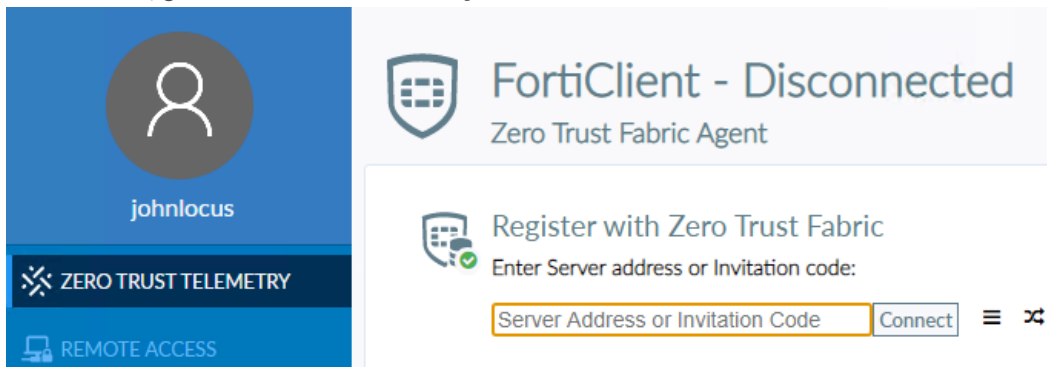 johnlocus
ZERO TRUST TELEMETRY
REMOTE ACCESS
FortiClient - Disconnected
Zero Trust Fabric Agent
Register with Zero Trust Fabric
Enter Server address or Invitation code:
Server Address or Invitation Code Connect